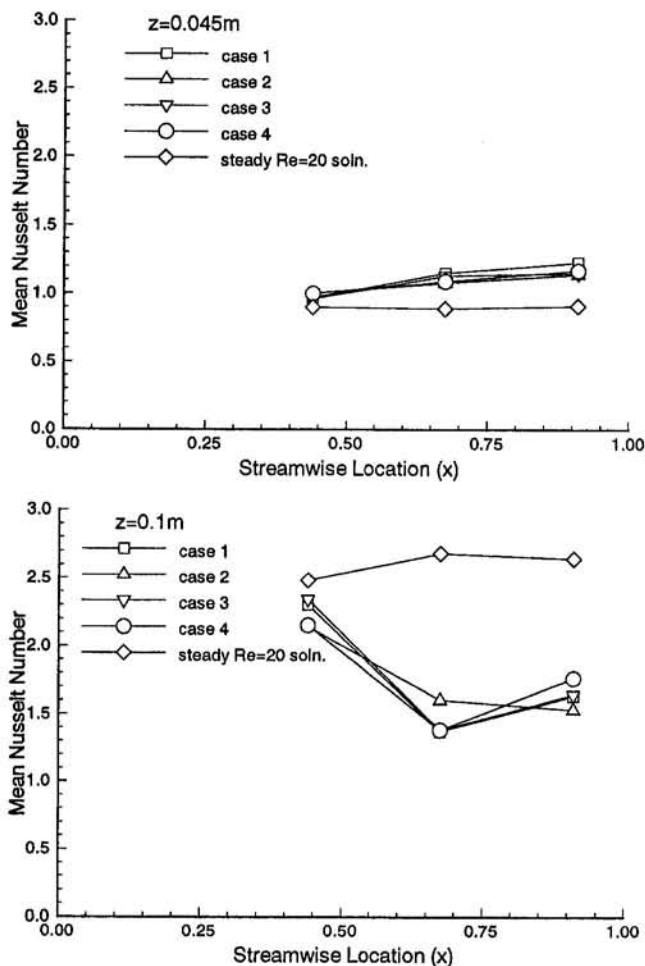 z=0.045m
case 1
case 2
case 3
case 4
steady Re=20 soln.
Mean Nusselt Number
3.0
2.5
2.0
1.5
1.0
0.5
0.0
0.00 0.25 0.50 0.75 1.00
Streamwise Location (x)
z=0.1m
case 1
case 2
case 3
case 4
steady Re=20 soln.
Mean Nusselt Number
3.0
2.5
2.0
1.5
1.0
0.5
0.0
0.00 0.25 0.50 0.75 1.00
Streamwise Location (x)